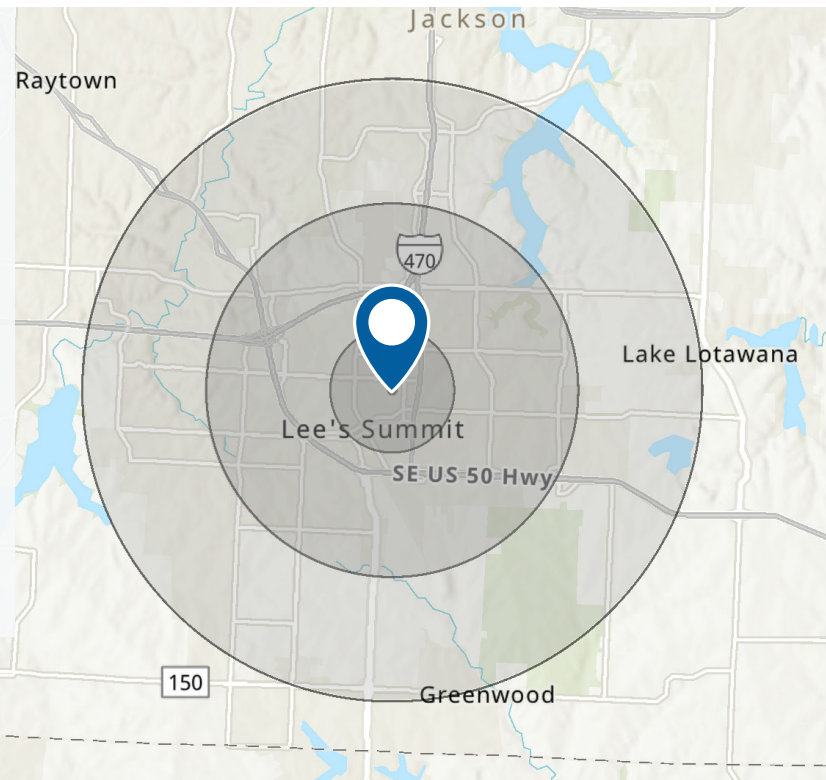 Jackson
Raytown
470
Lake Lotawana
Lee's Summit
SE US 50 Hwy
150
Greenwood